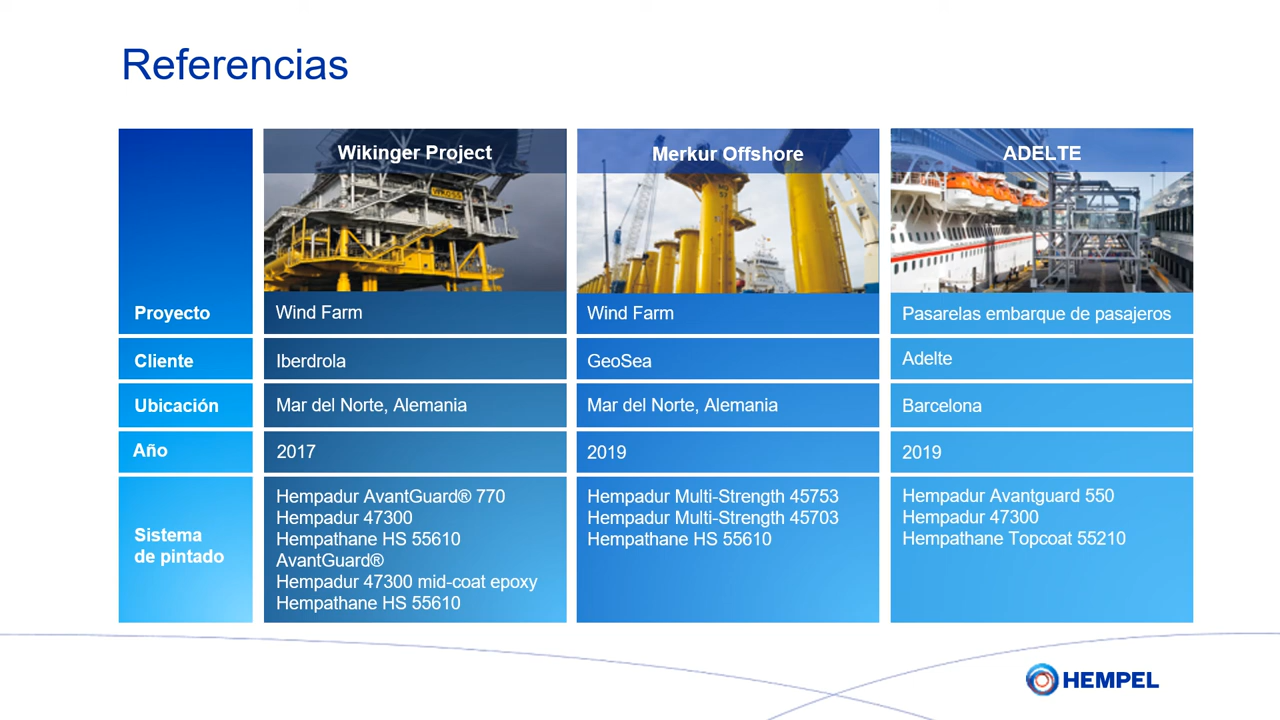 Referencias
Wikinger Project
Merkur Offshore
ADELTE
Proyecto
Wind Farm
Wind Farm
Pasarelas embarque de pasajeros
Cliente
Iberdrola
GeoSea
Adelte
Ubicación
Mar del Norte, Alemania
Mar del Norte, Alemania
Barcelona
Año
2017
2019
2019
Sistema
de pintado
Hempadur AvantGuard® 770
Hempadur 47300
Hempathane HS 55610
AvantGuard®
Hempadur 47300 mid-coat epoxy
Hempathane HS 55610
Hempadur Multi-Strength 45753
Hempadur Multi-Strength 45703
Hempathane HS 55610
Hempadur Avantguard 550
Hempadur 47300
Hempathane Topcoat 55210
HEMPEL